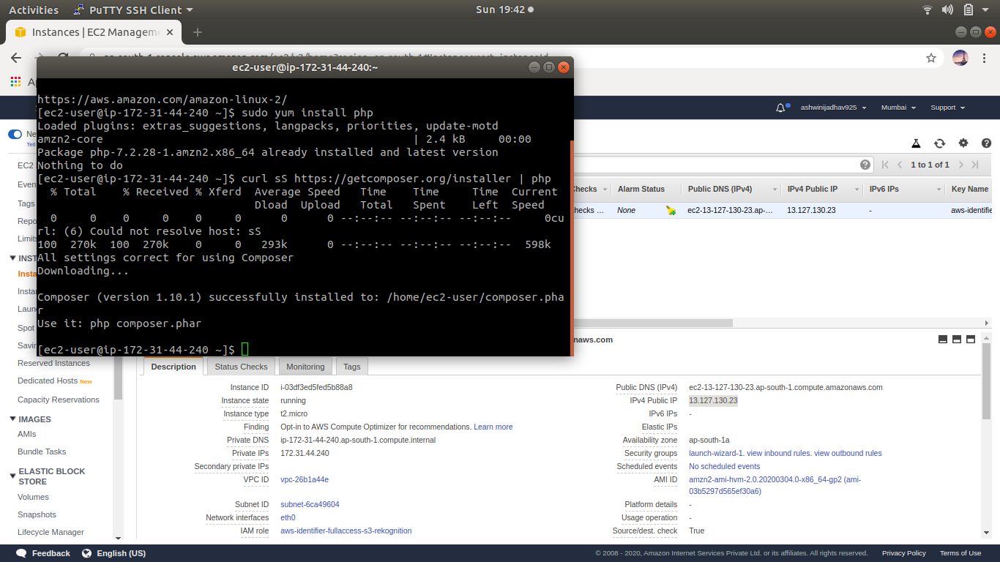 Activities
PuTTY SSH Client
Sun 19:42
Instances | EC2 Managem
ec2-user@ip-172-31-44-240:~
https://aws.amazon.com/amazon-linux-2/
[ec2-user@ip-172-31-44-240 ~]$ sudo yum install php
Loaded plugins: extras_suggestions, langpacks, priorities, update-motd
amzn2-core | 2.4 kB 00:00
Package php-7.2.28-1.amzn2.x86_64 already installed and latest version
Nothing to do
[ec2-user@ip-172-31-44-240 ~]$ curl sS https://getcomposer.org/installer | php
% Total % Received % Xferd Average Speed Time Time Time Current
Dload Upload Total Spent Left Speed
0 0 0 0 0 0 0 0 --:--:-- --:--:-- --:--:-- 0cu
rl: (6) Could not resolve host: sS
100 270k 100 270k 0 0 293k 0 --:--:-- --:--:-- --:--:-- 598k
All settings correct for using Composer
Downloading...
Composer (version 1.10.1) successfully installed to: /home/ec2-user/composer.pha
r
Use it: php composer.phar
[ec2-user@ip-172-31-44-240 ~]$
ashwinijadhav925 Mumbai Support
Ne
Tell
EC2
Even
Tags
Repo
Limits
INST
Insta
Instan
Laun
Spot
Savin
Reserved Instances
Dedicated Hosts New
Capacity Reservations
IMAGES
AMIs
Bundle Tasks
ELASTIC BLOCK
STORE
Volumes
Snapshots
Lifecycle Manager
1 to 1 of 1
Checks Alarm Status Public DNS (IPv4) IPv4 Public IP IPv6 IPs Key Name
hecks ... None ec2-13-127-130-23.ap-... 13.127.130.23 - aws-identifie
naws.com
Description Status Checks Monitoring Tags
Instance ID i-03df3ed5fed5b88a8 Public DNS (IPv4) ec2-13-127-130-23.ap-south-1.compute.amazonaws.com
Instance state running IPv4 Public IP 13.127.130.23
Instance type t2.micro IPv6 IPs -
Finding Opt-in to AWS Compute Optimizer for recommendations. Learn more Elastic IPs
Private DNS ip-172-31-44-240.ap-south-1.compute.internal Availability zone ap-south-1a
Private IPs 172.31.44.240 Security groups launch-wizard-1. view inbound rules. view outbound rules
Secondary private IPs Scheduled events No scheduled events
VPC ID vpc-26b1a44e AMI ID amzn2-ami-hvm-2.0.20200304.0-x86_64-gp2 (ami-
03b5297d565ef30a6)
Subnet ID subnet-6ca49604 Platform details -
Network interfaces eth0 Usage operation -
IAM role aws-identifier-fullaccess-s3-rekognition Source/dest. check True
Feedback English (US) © 2008 - 2020, Amazon Internet Services Private Ltd. or its affiliates. All rights reserved. Privacy Policy Terms of Use